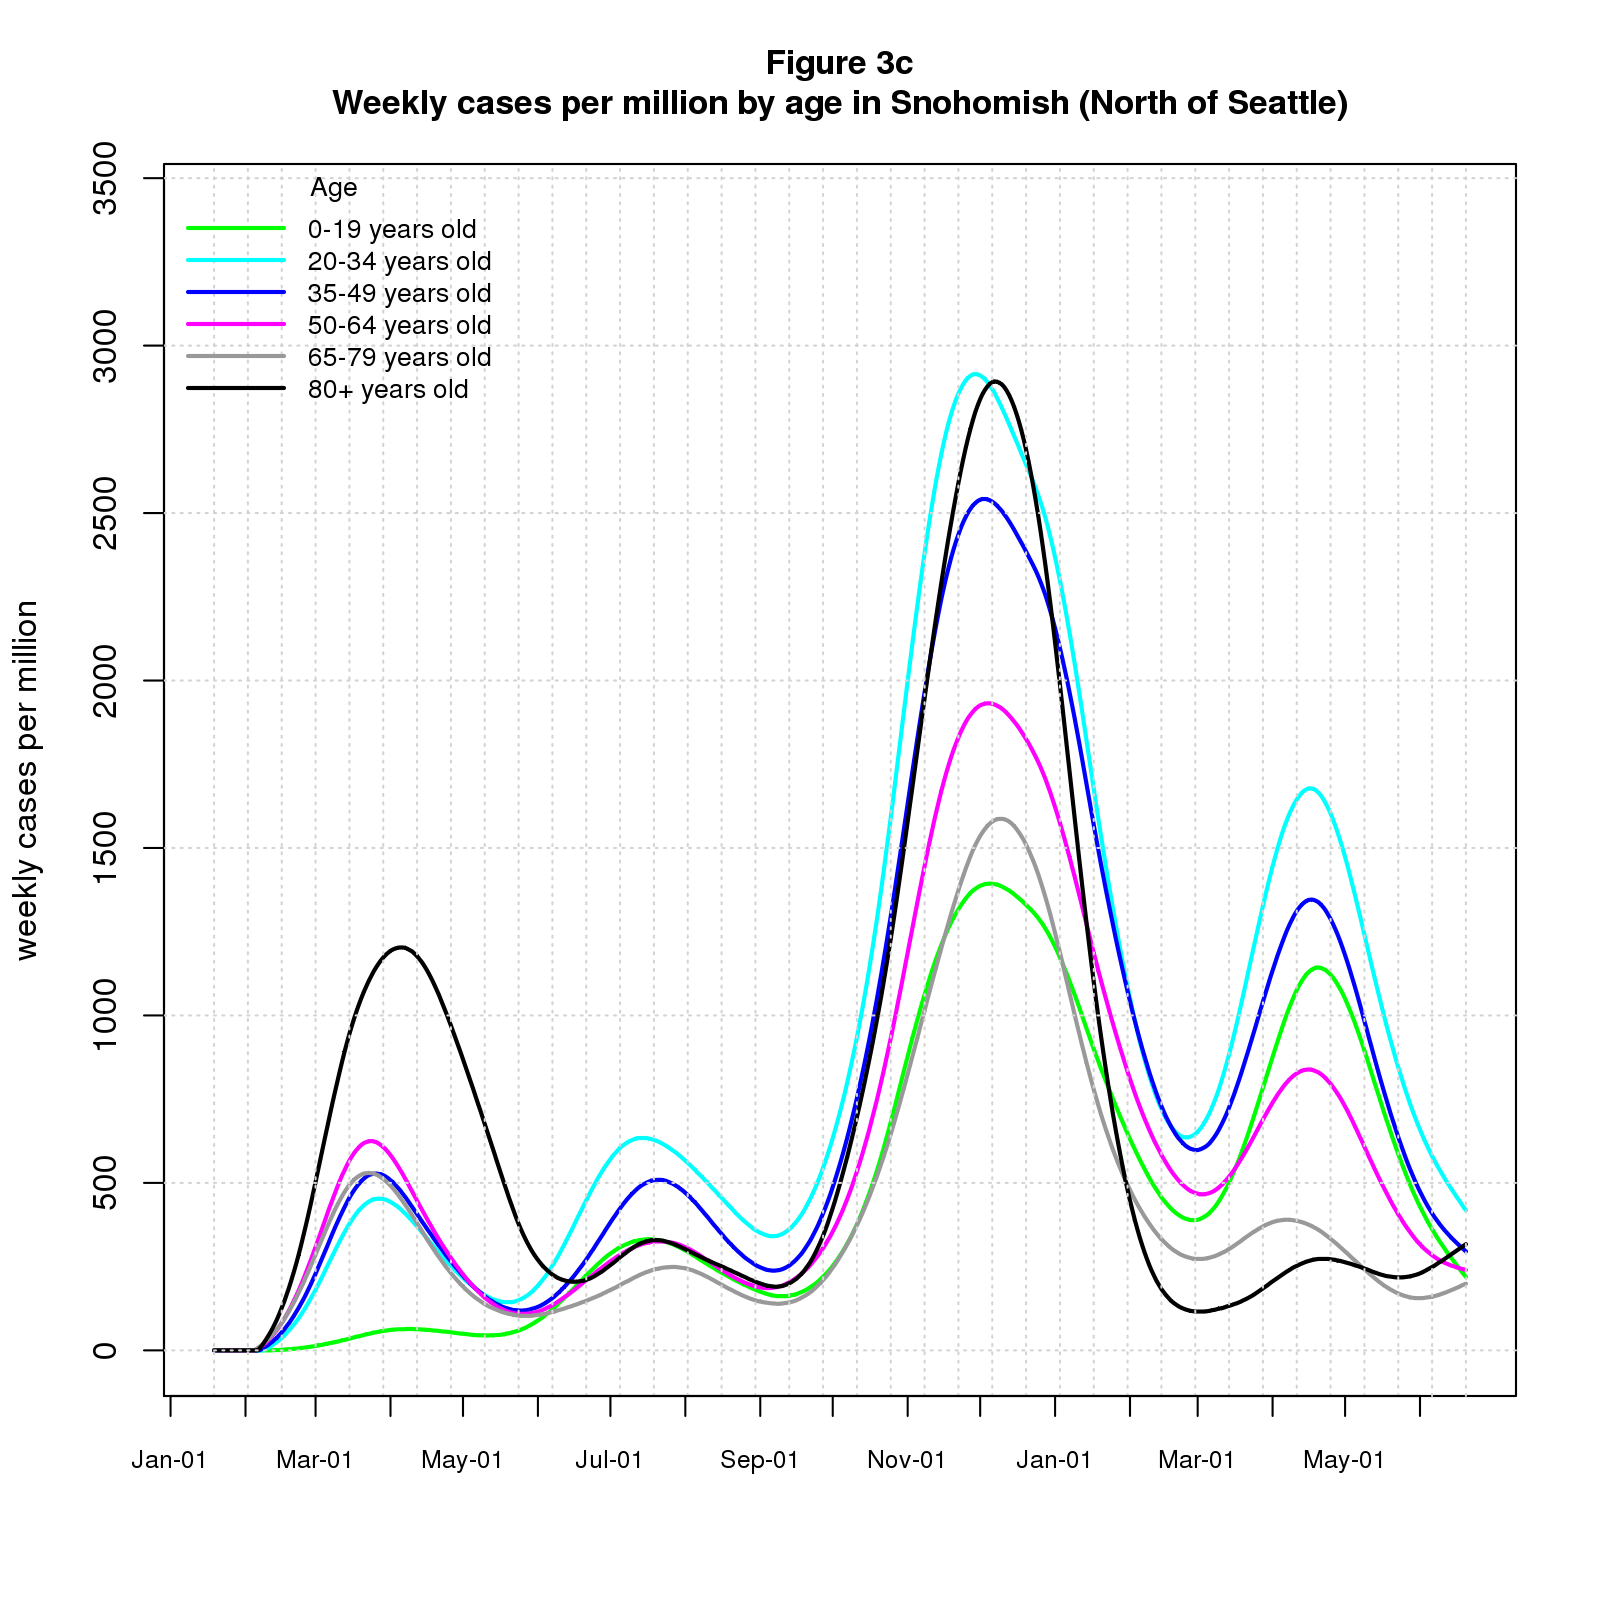 Figure 3c
Weekly cases per million by age in Snohomish (North of Seattle)
weekly cases per million
3500
3000
2500
2000
1500
1000
500
0
Age
0-19 years old
20-34 years old
35-49 years old
50-64 years old
65-79 years old
80+ years old
Jan-01 Mar-01 May-01 Jul-01 Sep-01 Nov-01 Jan-01 Mar-01 May-01